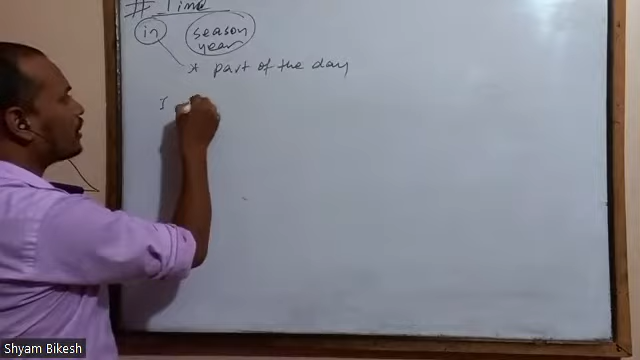 # Time
in season
year
* part of the day
I
Shyam Bikesh